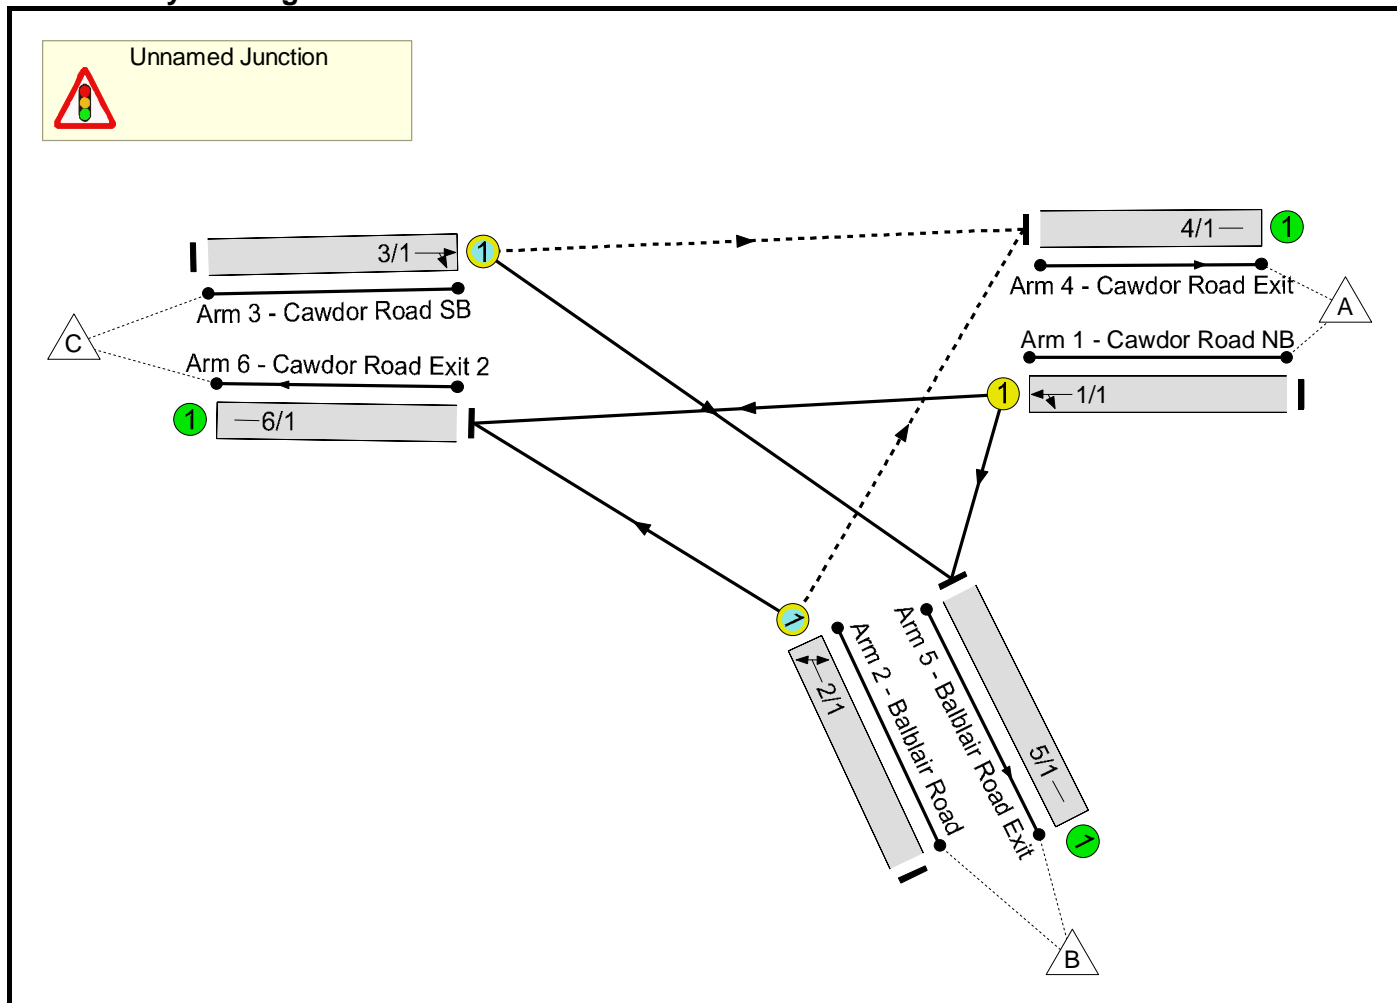 Unnamed Junction
1
3/1
Arm 3 - Cawdor Road SB
C
Arm 6 - Cawdor Road Exit 2
1
6/1
4/1
1
Arm 4 - Cawdor Road Exit
A
Arm 1 - Cawdor Road NB
1
1/1
1
2/1
Arm 2 - Balblair Road
Arm 5 - Balblair Road Exit
5/1
1
B